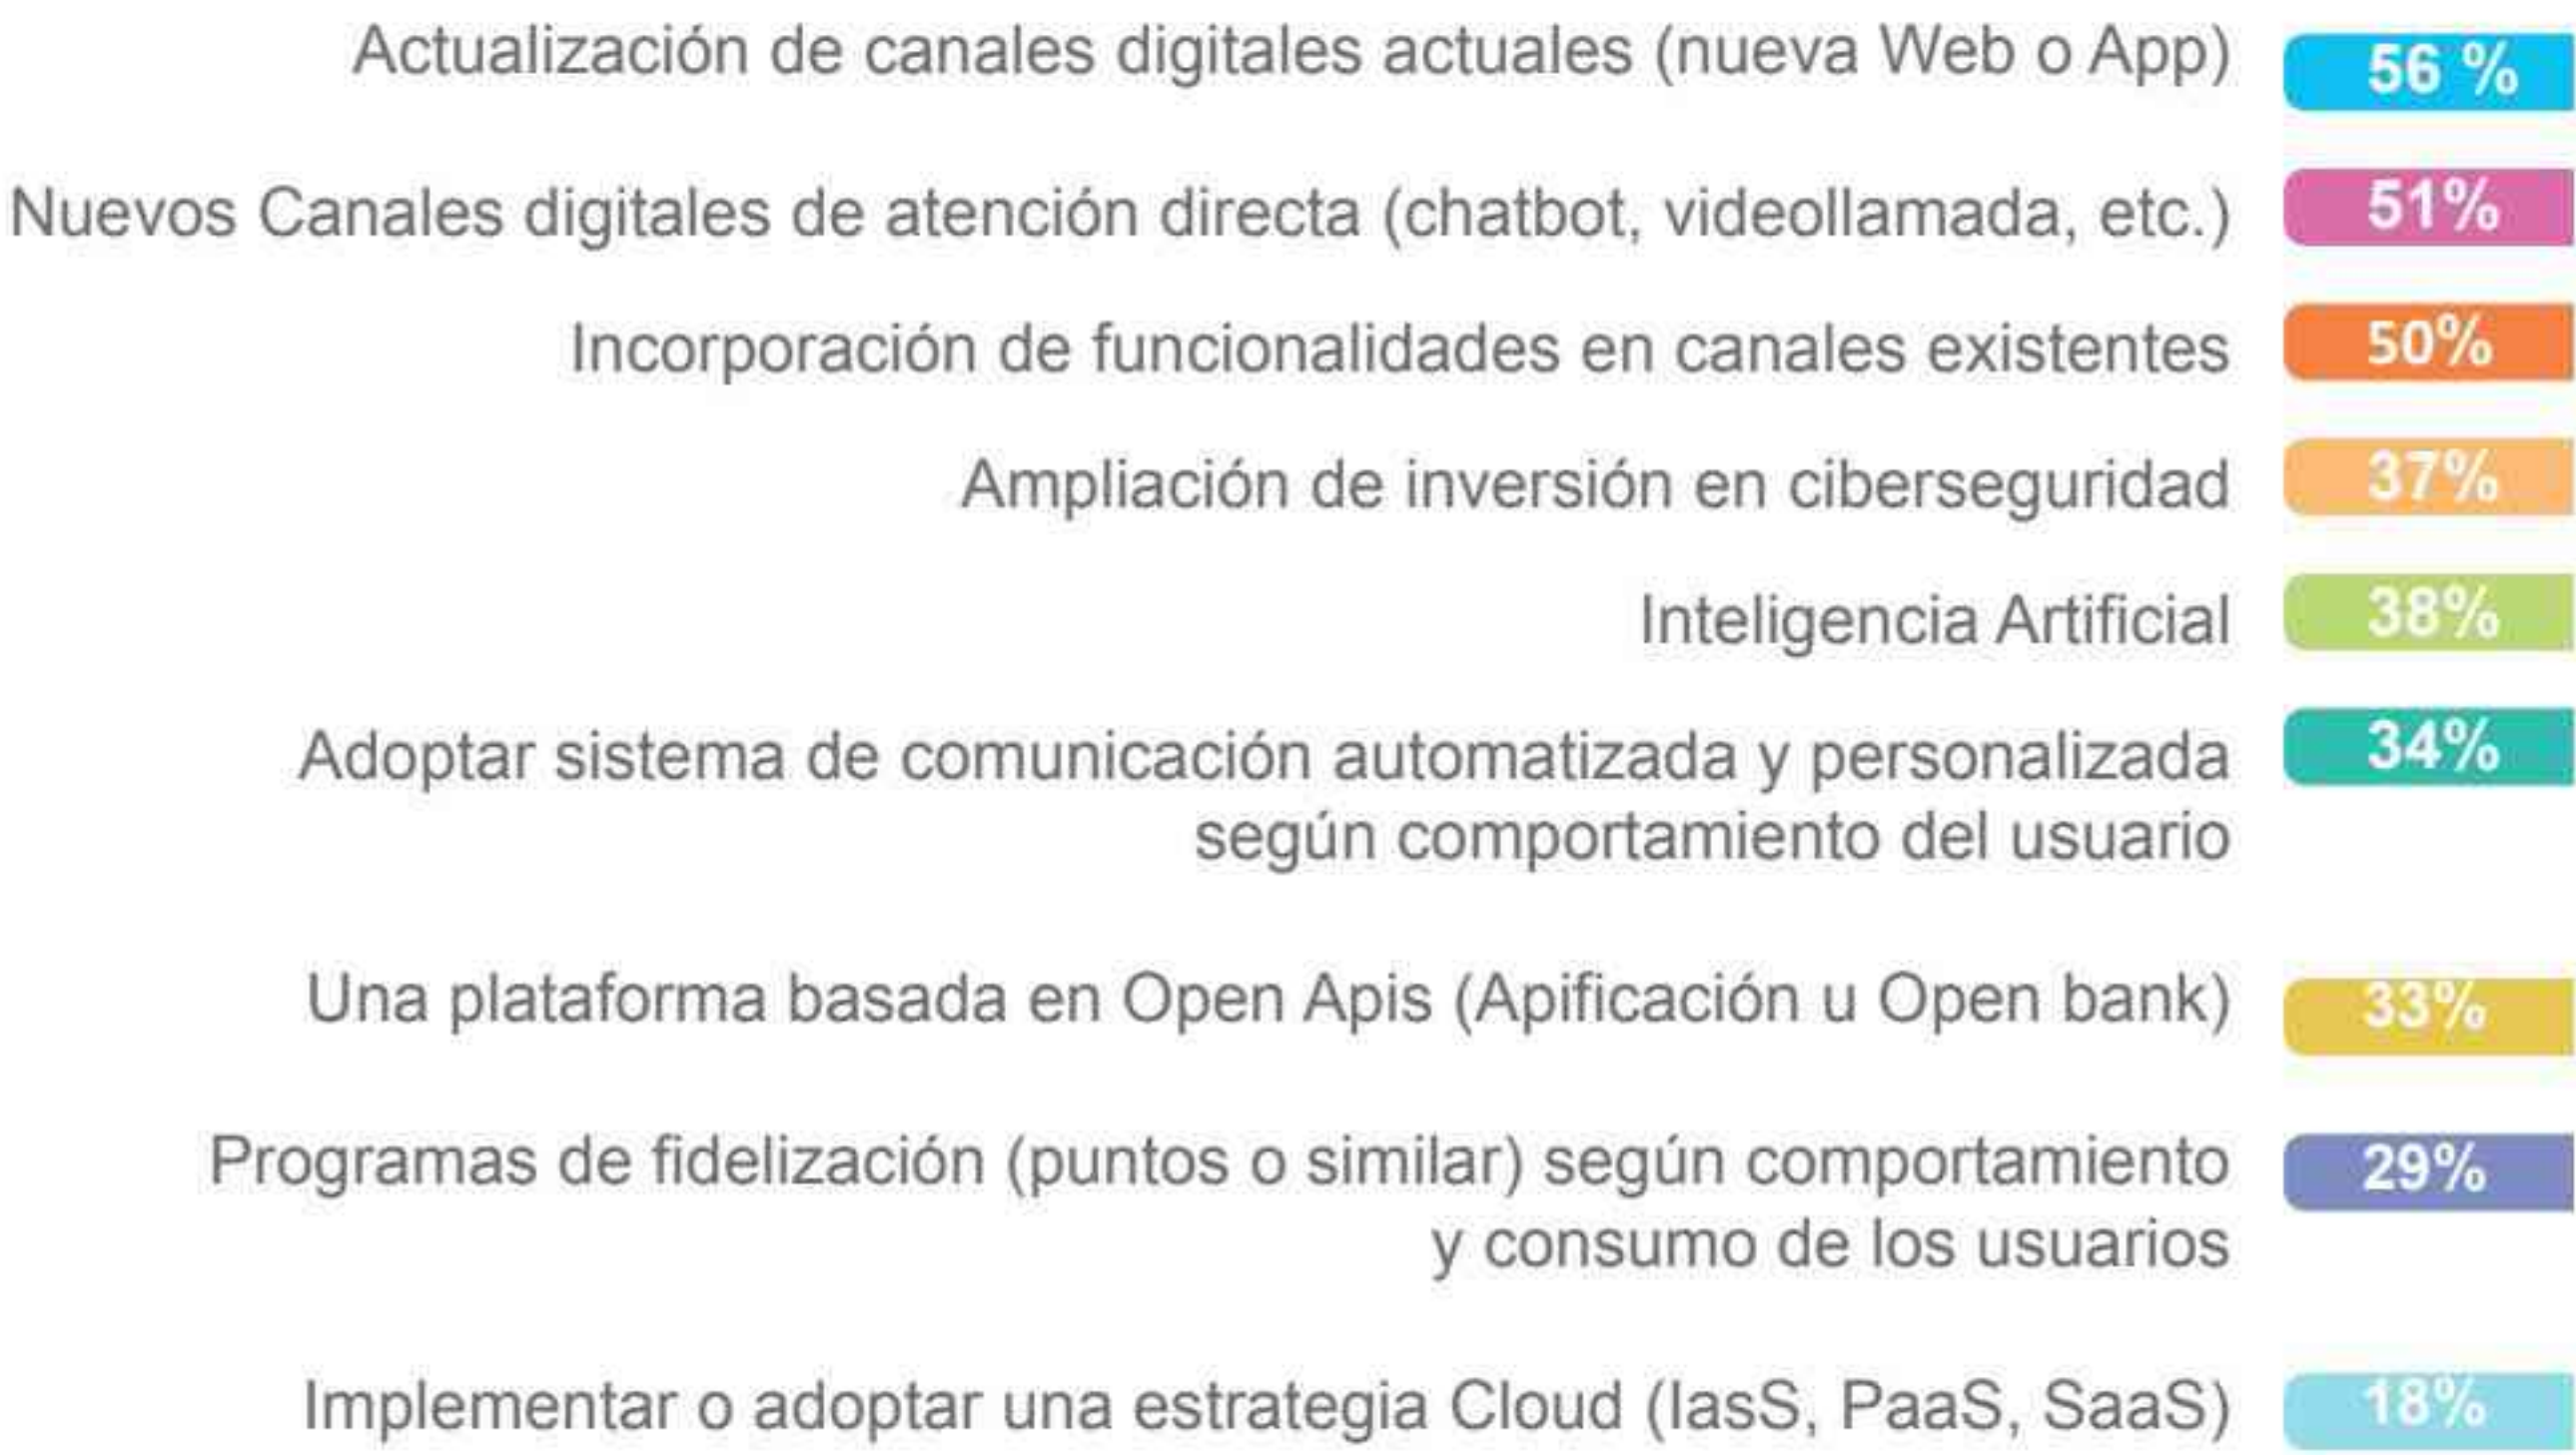 Actualización de canales digitales actuales (nueva Web o App) 56 %
Nuevos Canales digitales de atención directa (chatbot, videollamada, etc.) 51%
Incorporación de funcionalidades en canales existentes 50%
Ampliación de inversión en ciberseguridad 37%
Inteligencia Artificial 38%
Adoptar sistema de comunicación automatizada y personalizada 34%
según comportamiento del usuario
Una plataforma basada en Open Apis (Apificación u Open bank) 33%
Programas de fidelización (puntos o similar) según comportamiento 29%
y consumo de los usuarios
Implementar o adoptar una estrategia Cloud (IasS, PaaS, SaaS) 18%